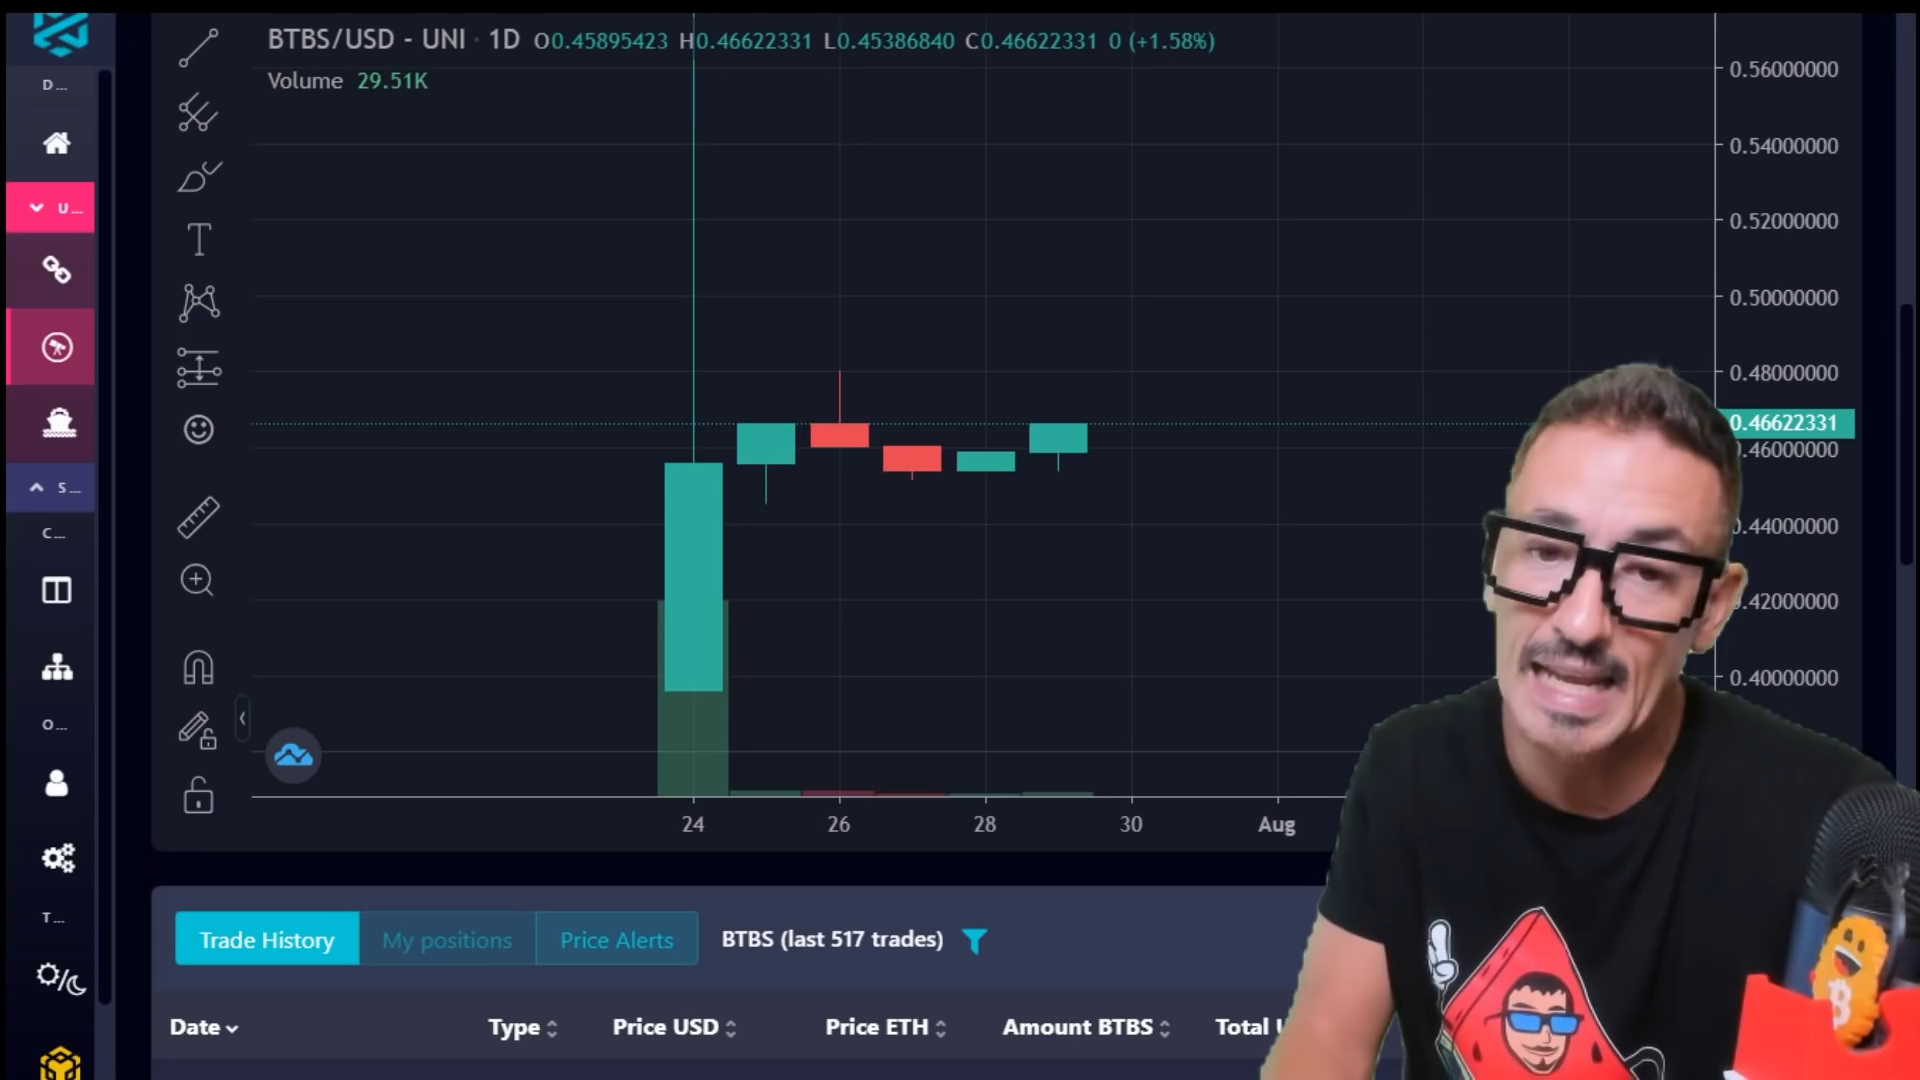 BTBS/USD - UNI · 1D O0.45895423 H0.46622331 L0.45386840 C0.46622331 0 (+1.58%)
Volume 29.51K
D...
U...
S...
C...
O...
T...
0.56000000
0.54000000
0.52000000
0.50000000
0.48000000
0.46622331
0.46000000
0.44000000
0.42000000
0.40000000
24 26 28 30 Aug
Trade History My positions Price Alerts BTBS (last 517 trades)
Date Type Price USD Price ETH Amount BTBS Total